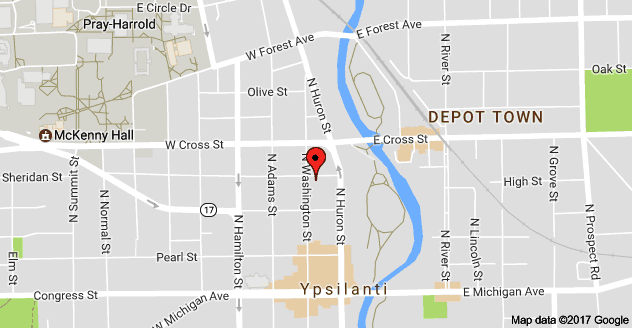 E Circle Dr
Pray-Harrold
E Forest Ave
W Forest Ave
N River St
Oak St
Olive St
N Huron St
DEPOT TOWN
McKenny Hall
W Cross St
E Cross St
Sheridan St
N Summit St
N Normal St
N Adams St
N Washington St
N Huron St
High St
N Grove St
17
N Hamilton St
N River St
N Lincoln St
N Prospect Rd
Elm St
Pearl St
Ypsilanti
Congress St
W Michigan Ave
E Michigan Ave
Map data ©2017 Google